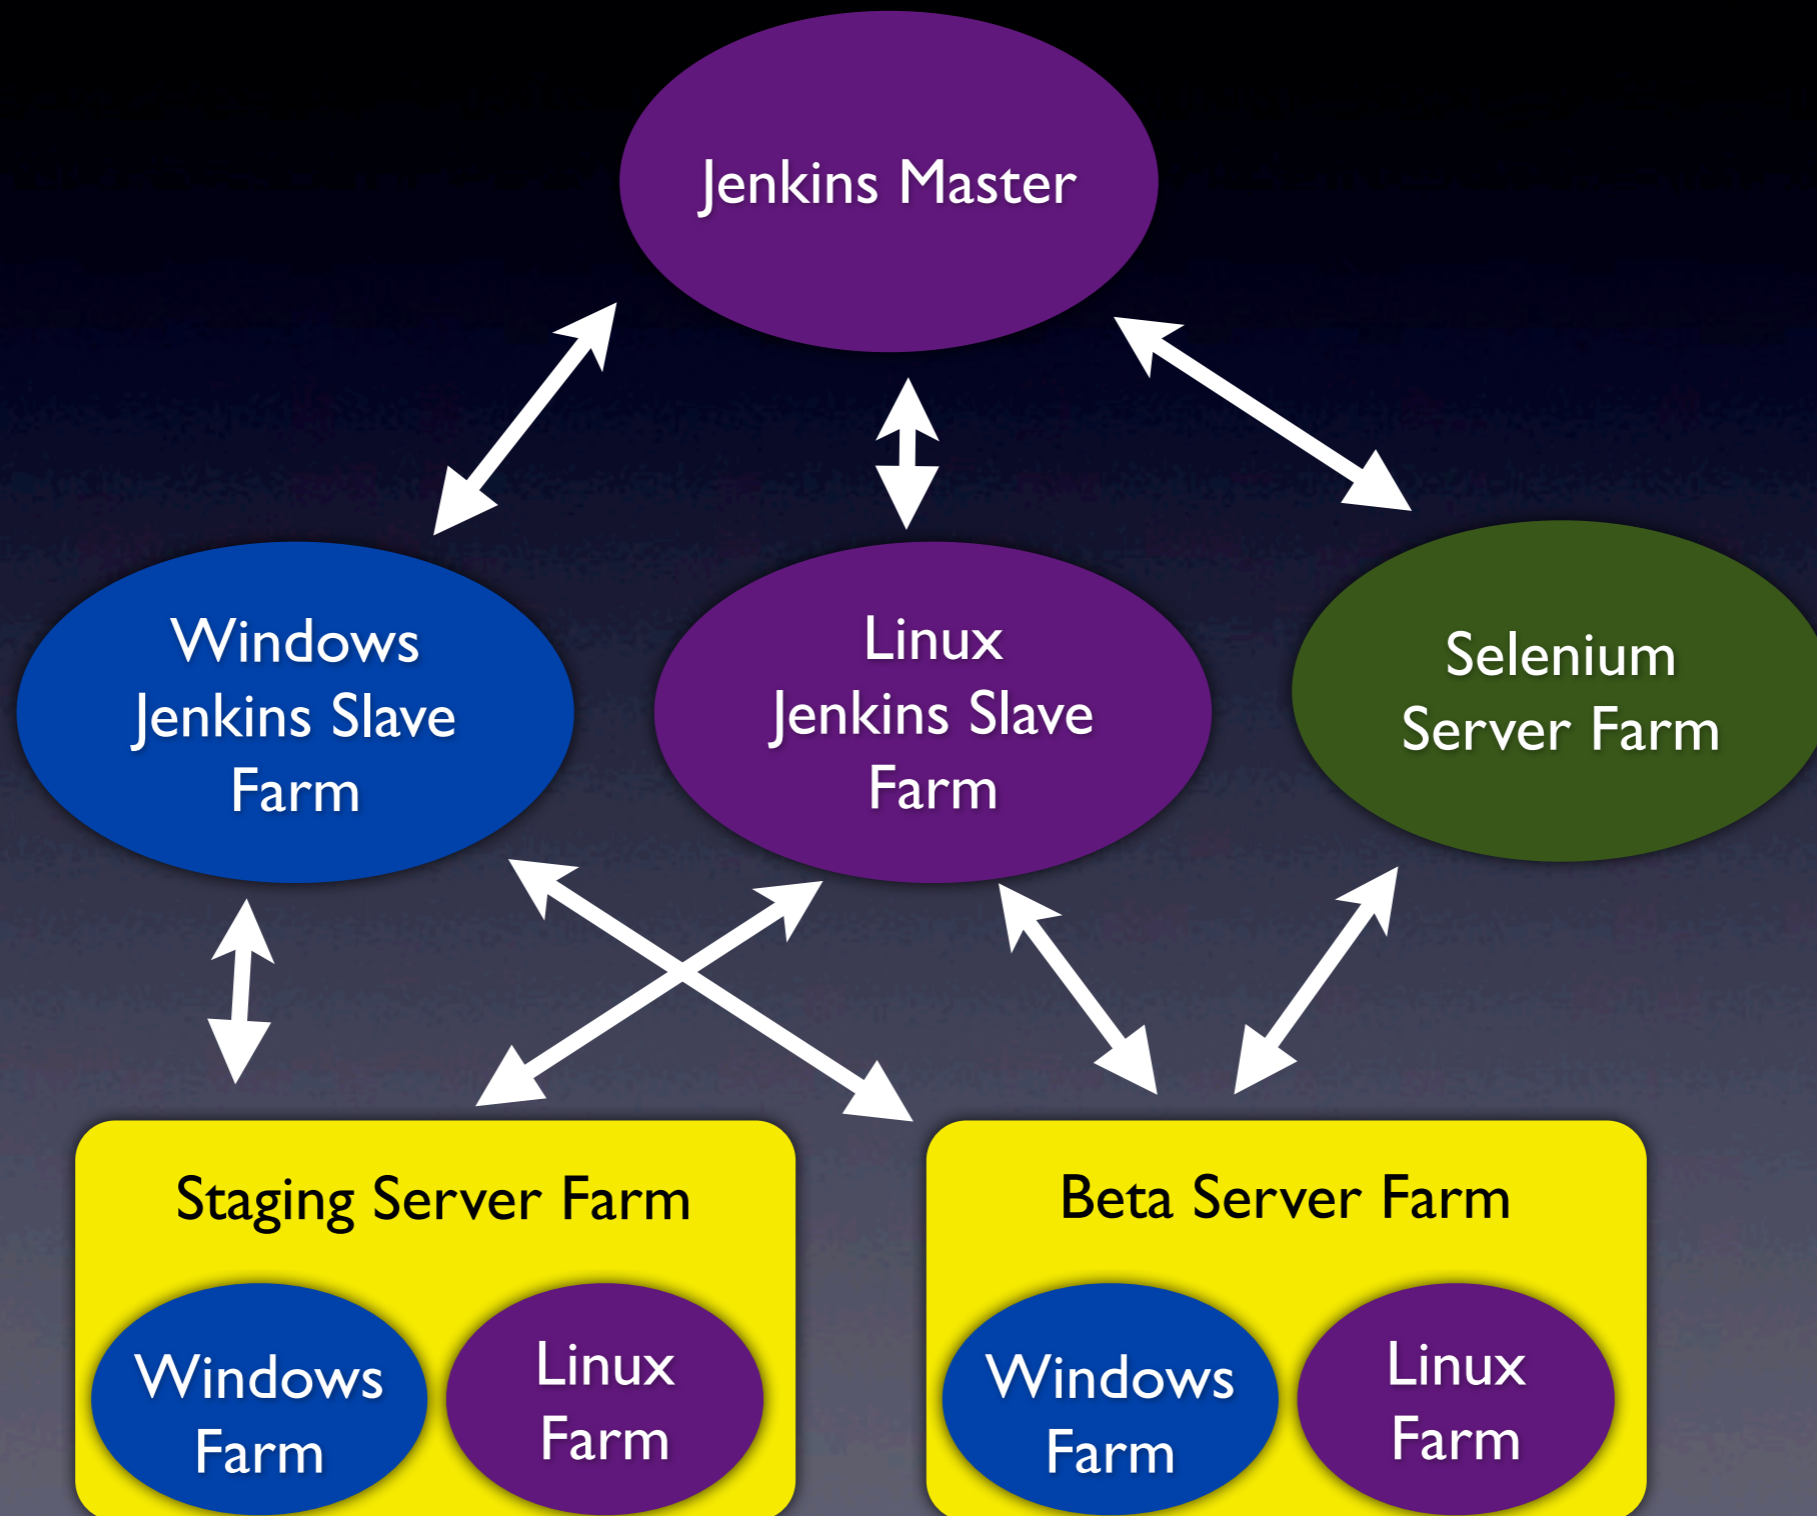 Jenkins Master
Windows
Jenkins Slave
Farm
Linux
Jenkins Slave
Farm
Selenium
Server Farm
Staging Server Farm
Windows
Farm
Linux
Farm
Beta Server Farm
Windows
Farm
Linux
Farm